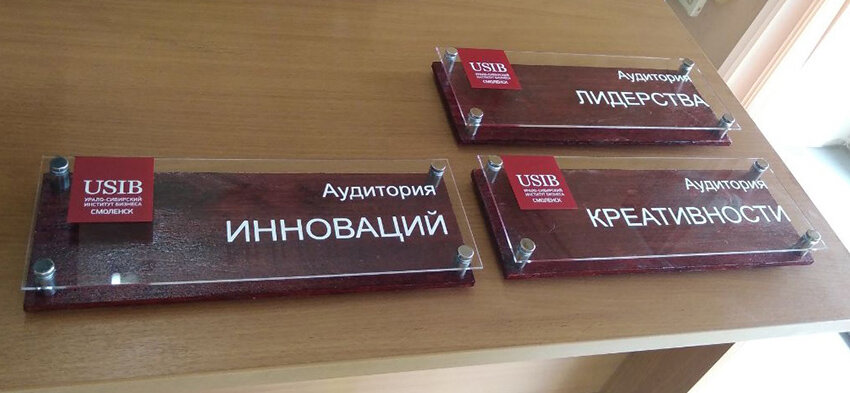 USIB
УРАЛО-СИБИРСКИЙ
ИНСТИТУТ БИЗНЕСА
СМОЛЕНСК
Аудитория
ЛИДЕРСТВА
USIB
УРАЛО-СИБИРСКИЙ
ИНСТИТУТ БИЗНЕСА
СМОЛЕНСК
Аудитория
ИННОВАЦИЙ
USIB
УРАЛО-СИБИРСКИЙ
ИНСТИТУТ БИЗНЕСА
СМОЛЕНСК
Аудитория
КРЕАТИВНОСТИ